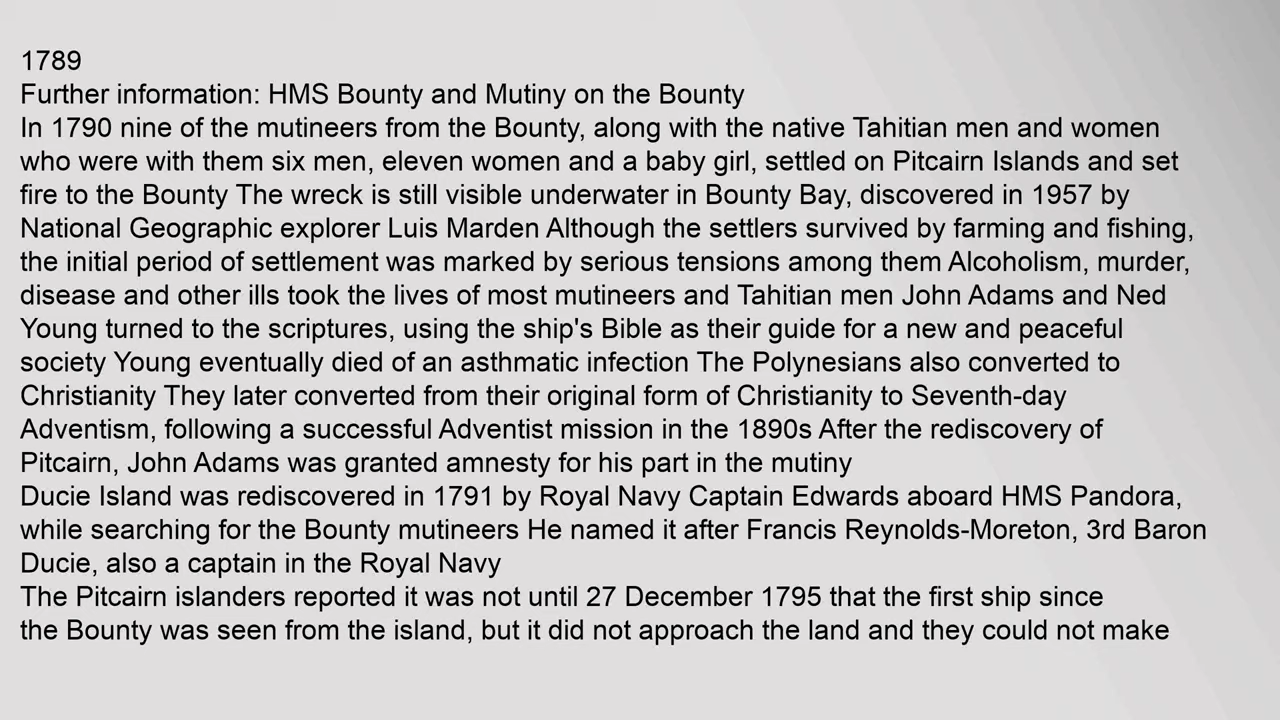 1789
Further information: HMS Bounty and Mutiny on the Bounty
In 1790 nine of the mutineers from the Bounty, along with the native Tahitian men and women
who were with them six men, eleven women and a baby girl, settled on Pitcairn Islands and set
fire to the Bounty The wreck is still visible underwater in Bounty Bay, discovered in 1957 by
National Geographic explorer Luis Marden Although the settlers survived by farming and fishing,
the initial period of settlement was marked by serious tensions among them Alcoholism, murder,
disease and other ills took the lives of most mutineers and Tahitian men John Adams and Ned
Young turned to the scriptures, using the ship's Bible as their guide for a new and peaceful
society Young eventually died of an asthmatic infection The Polynesians also converted to
Christianity They later converted from their original form of Christianity to Seventh-day
Adventism, following a successful Adventist mission in the 1890s After the rediscovery of
Pitcairn, John Adams was granted amnesty for his part in the mutiny
Ducie Island was rediscovered in 1791 by Royal Navy Captain Edwards aboard HMS Pandora,
while searching for the Bounty mutineers He named it after Francis Reynolds-Moreton, 3rd Baron
Ducie, also a captain in the Royal Navy
The Pitcairn islanders reported it was not until 27 December 1795 that the first ship since
the Bounty was seen from the island, but it did not approach the land and they could not make